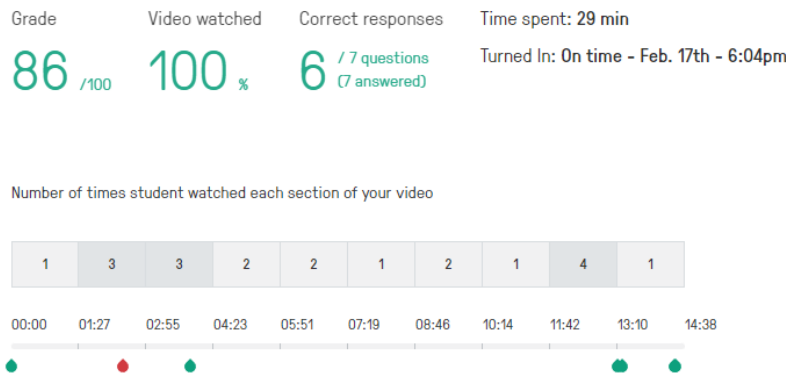 Grade Video watched Correct responses Time spent: 29 min
86 /100 100 % 6 / 7 questions (7 answered) Turned In: On time - Feb. 17th - 6:04pm
Number of times student watched each section of your video
1 3 3 2 2 1 2 1 4 1
00:00 01:27 02:55 04:23 05:51 07:19 08:46 10:14 11:42 13:10 14:38